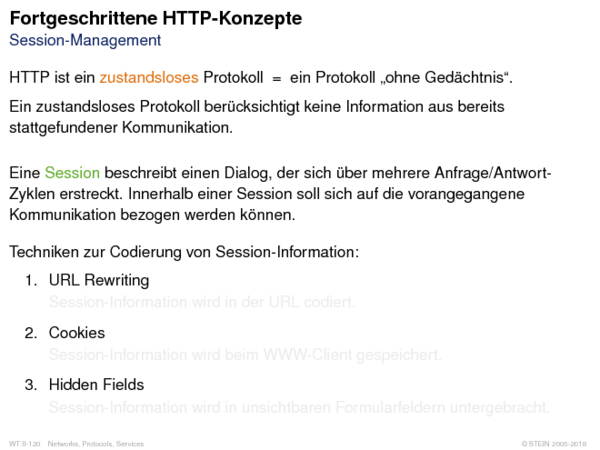 Fortgeschrittene HTTP-Konzepte
Session-Management
HTTP ist ein zustandsloses Protokoll = ein Protokoll „ohne Gedächtnis“.
Ein zustandsloses Protokoll berücksichtigt keine Information aus bereits
stattgefundener Kommunikation.
Eine Session beschreibt einen Dialog, der sich über mehrere Anfrage/Antwort-
Zyklen erstreckt. Innerhalb einer Session soll sich auf die vorangegangene
Kommunikation bezogen werden können.
Techniken zur Codierung von Session-Information:
1. URL Rewriting
Session-Information wird in der URL codiert.
2. Cookies
Session-Information wird beim WWW-Client gespeichert.
3. Hidden Fields
Session-Information wird in unsichtbaren Formularfeldern untergebracht.
WT:II-120 Networks, Protocols, Services © STEIN 2005-2018